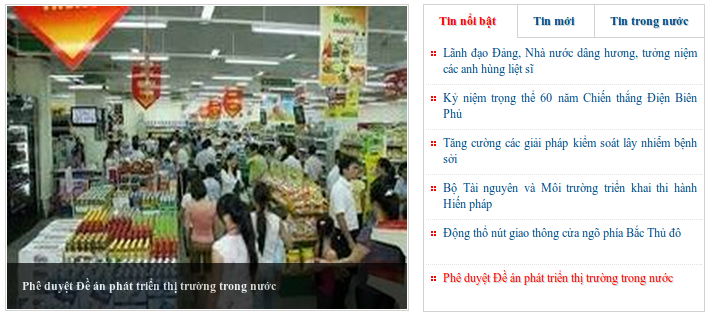 Phê duyệt Đề án phát triển thị trường trong nước
Tin nổi bật
Tin mới
Tin trong nước
Lãnh đạo Đảng, Nhà nước dâng hương, tưởng niệm
các anh hùng liệt sĩ
Kỷ niệm trọng thể 60 năm Chiến thắng Điện Biên
Phủ
Tăng cường các giải pháp kiểm soát lây nhiễm bệnh
sởi
Bộ Tài nguyên và Môi trường triển khai thi hành
Hiến pháp
Động thổ nút giao thông cửa ngõ phía Bắc Thủ đô
Phê duyệt Đề án phát triển thị trường trong nước